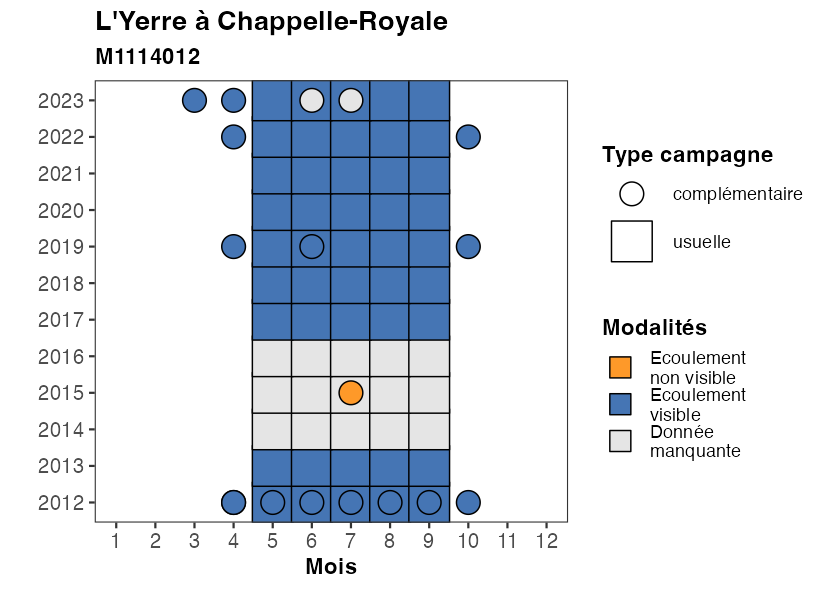 L'Yerre à Chappelle-Royale
M1114012
2023
2022
2021
2020
2019
2018
2017
2016
2015
2014
2013
2012
1 2 3 4 5 6 7 8 9 10 11 12
Mois
Type campagne
complémentaire
usuelle
Modalités
Ecoulement
non visible
Ecoulement
visible
Donnée
manquante